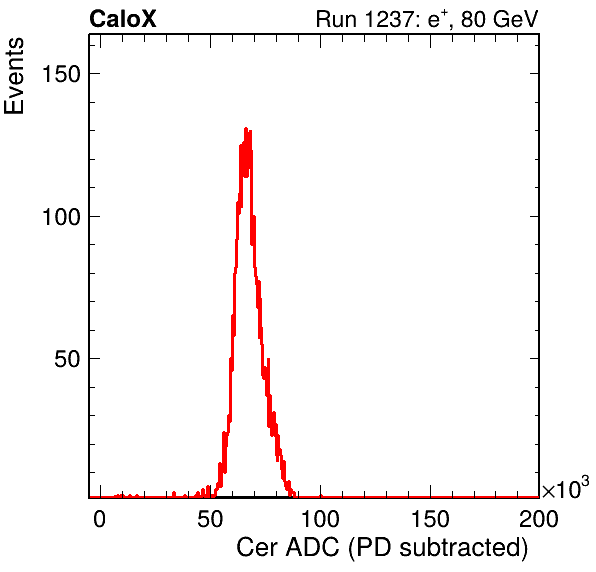 CaloX Run 1237: e⁺, 80 GeV
Events
150
100
50
0 50 100 150 200
×10³
Cer ADC (PD subtracted)